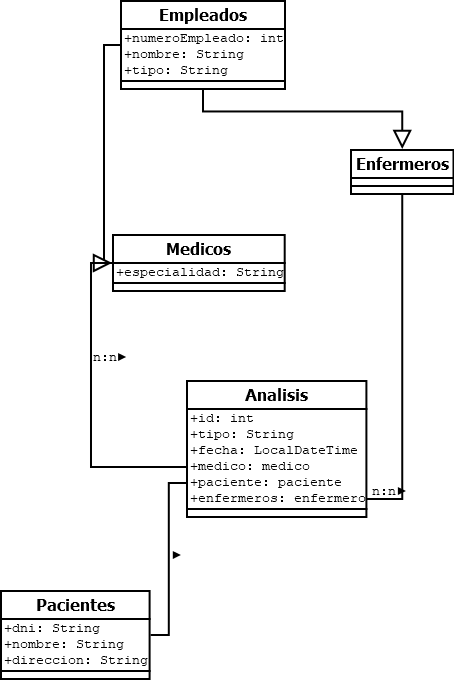 Empleados
+numeroEmpleado: int
+nombre: String
+tipo: String
Enfermeros
Medicos
+especialidad: String
n:n
Analisis
+id: int
+tipo: String
+fecha: LocalDateTime
+medico: medico
+paciente: paciente
+enfermeros: enfermero
n:n
Pacientes
+dni: String
+nombre: String
+direccion: String